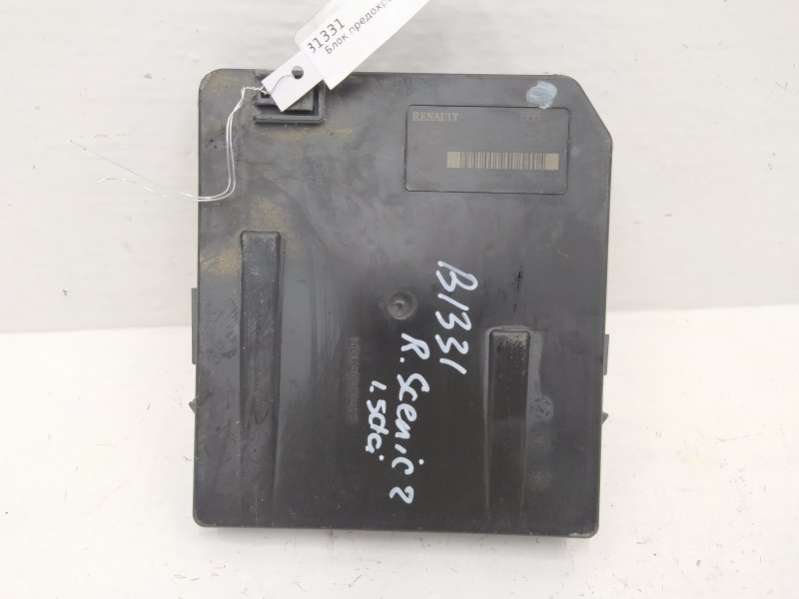 31331
Блок предохр
RENAULT
B1331
R. Scenic 2
1.5dci